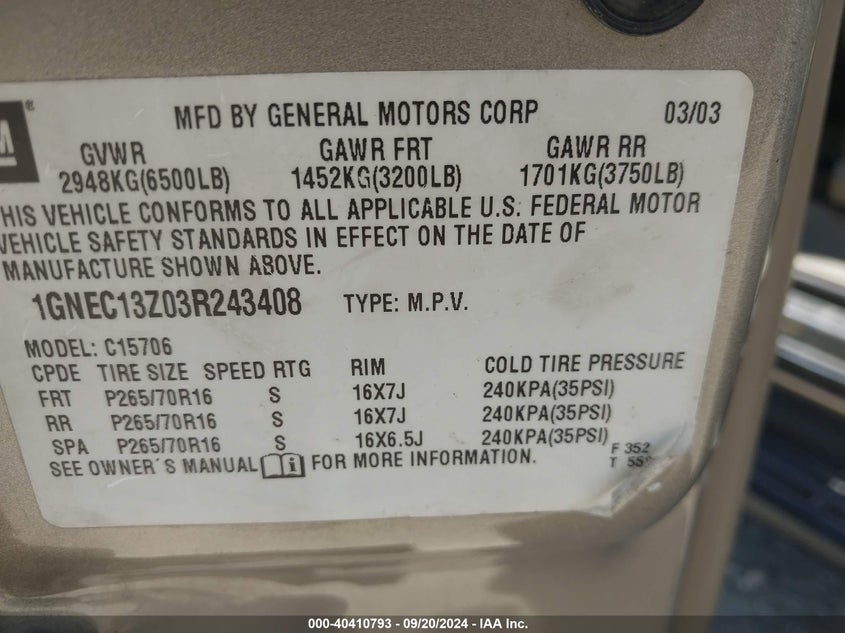 M®
MFD BY GENERAL MOTORS CORP 03/03
GVWR GAWR FRT GAWR RR
2948KG(6500LB) 1452KG(3200LB) 1701KG(3750LB)
HIS VEHICLE CONFORMS TO ALL APPLICABLE U.S. FEDERAL MOTOR
VEHICLE SAFETY STANDARDS IN EFFECT ON THE DATE OF
MANUFACTURE SHOWN ABOVE.
1GNEC13Z03R243408 TYPE: M.P.V.
MODEL: C15706
CPDE TIRE SIZE SPEED RTG RIM COLD TIRE PRESSURE
FRT P265/70R16 S 16X7J 240KPA(35PSI)
RR P265/70R16 S 16X7J 240KPA(35PSI)
SPA P265/70R16 S 16X6.5J 240KPA(35PSI)
SEE OWNER'S MANUAL i FOR MORE INFORMATION.
F 352
T
000-40410793 - 09/20/2024 - IAA Inc.